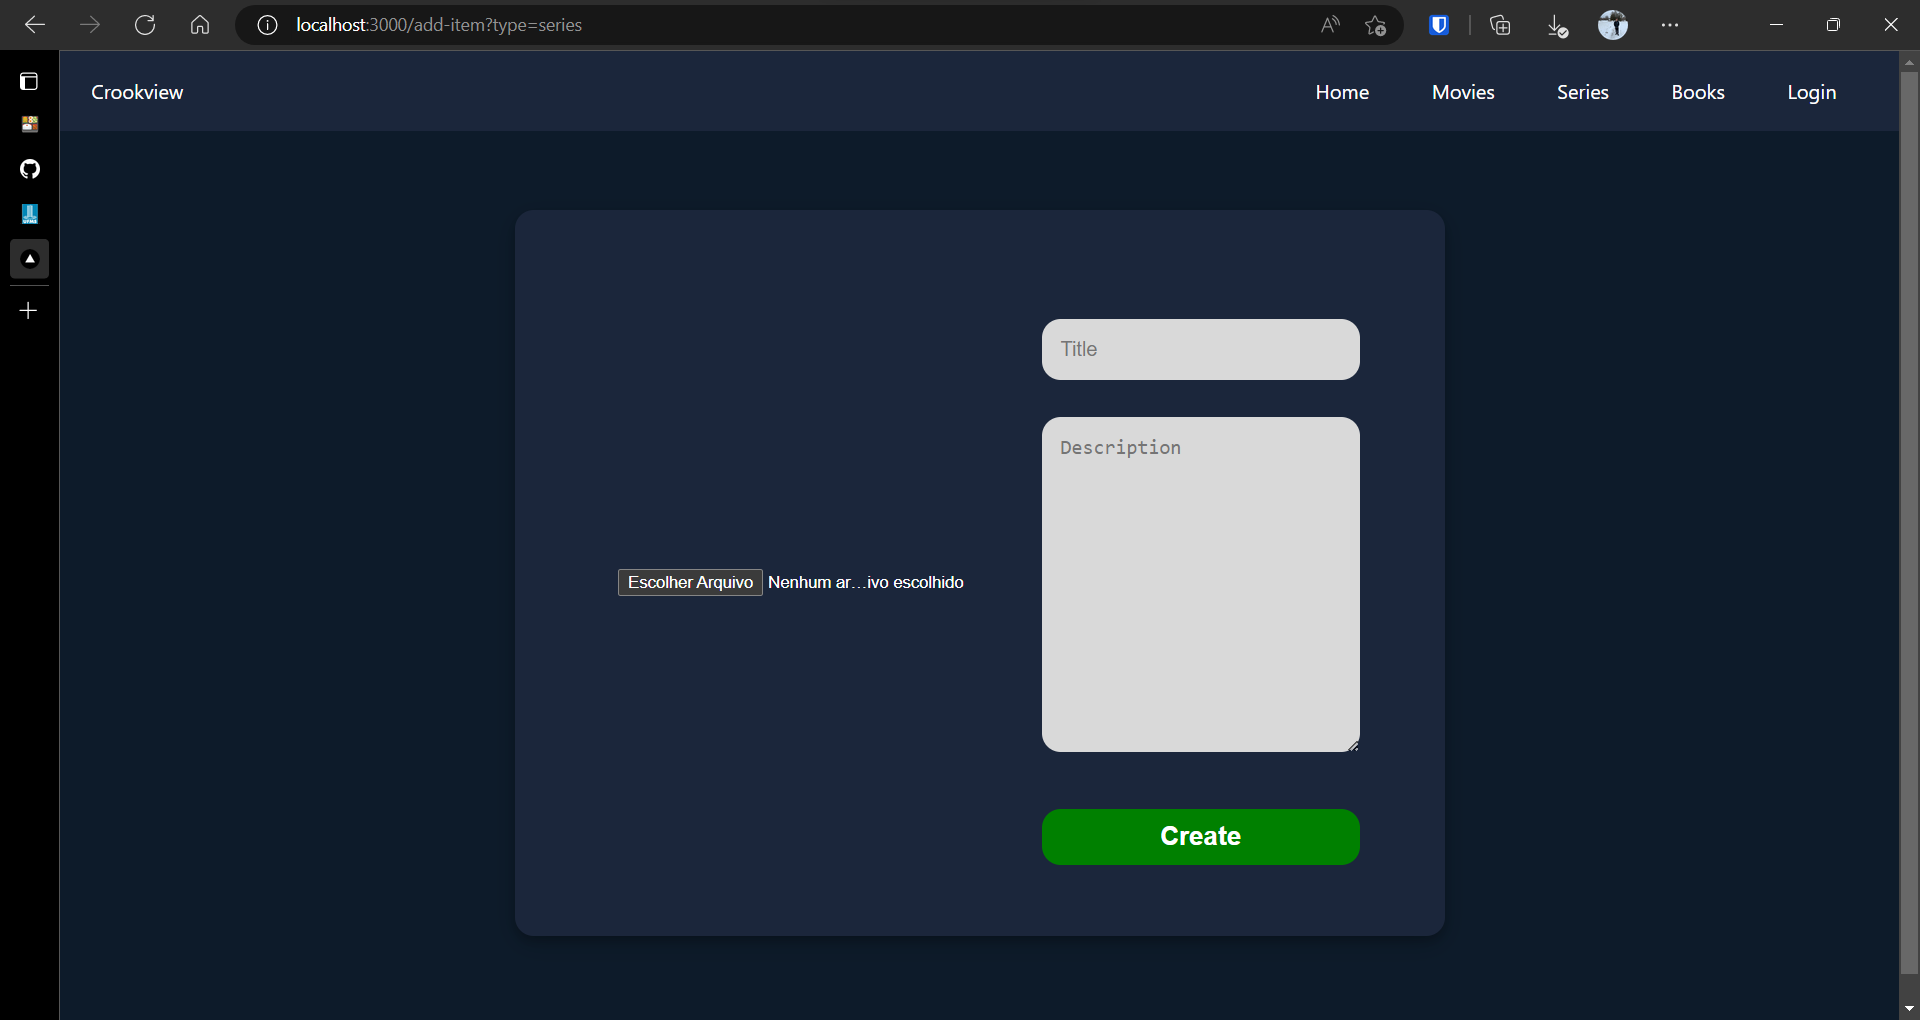 localhost:3000/add-item?type=series
Crookview
Home
Movies
Series
Books
Login
Title
Description
Escolher Arquivo
Nenhum ar...ivo escolhido
Create